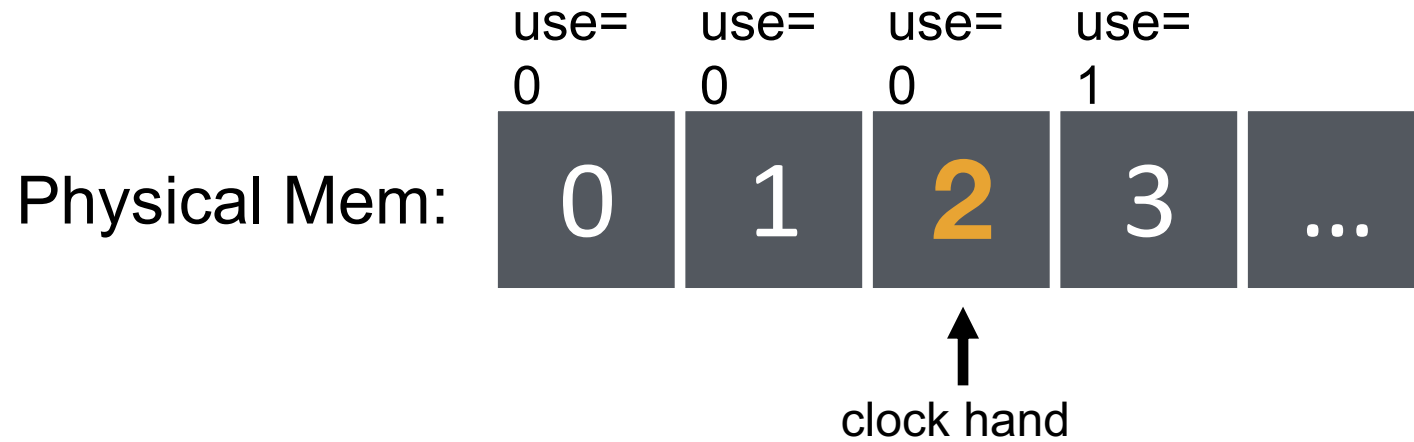 use= use= use= use=
0 0 0 1
Physical Mem: 0 1 2 3 ...
clock hand